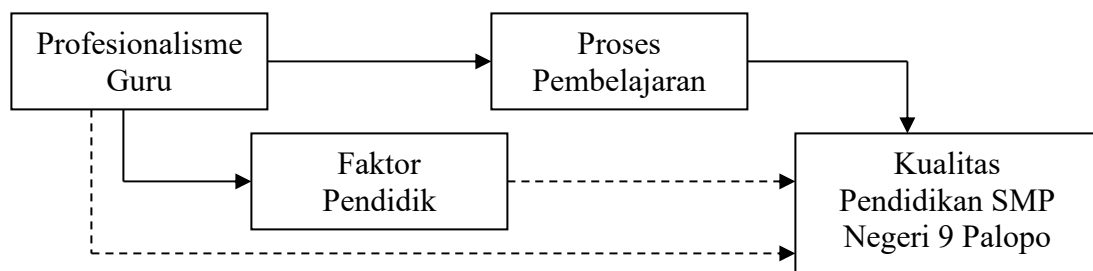 Profesionalisme
Guru
Proses
Pembelajaran
Faktor
Pendidik
Kualitas
Pendidikan SMP
Negeri 9 Palopo